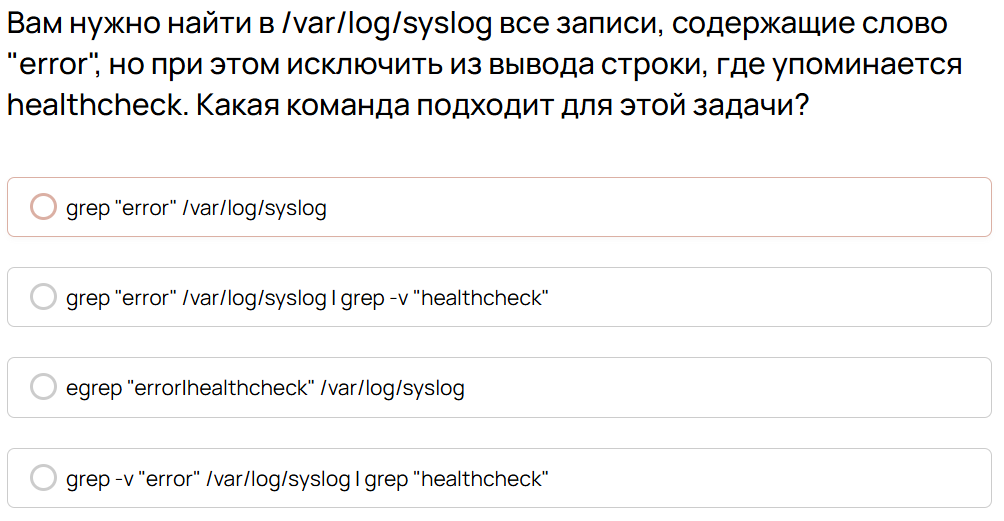 Вам нужно найти в /var/log/syslog все записи, содержащие слово
"error", но при этом исключить из вывода строки, где упоминается
healthcheck. Какая команда подходит для этой задачи?
grep "error" /var/log/syslog
grep "error" /var/log/syslog | grep -v "healthcheck"
egrep "error|healthcheck" /var/log/syslog
grep -v "error" /var/log/syslog | grep "healthcheck"